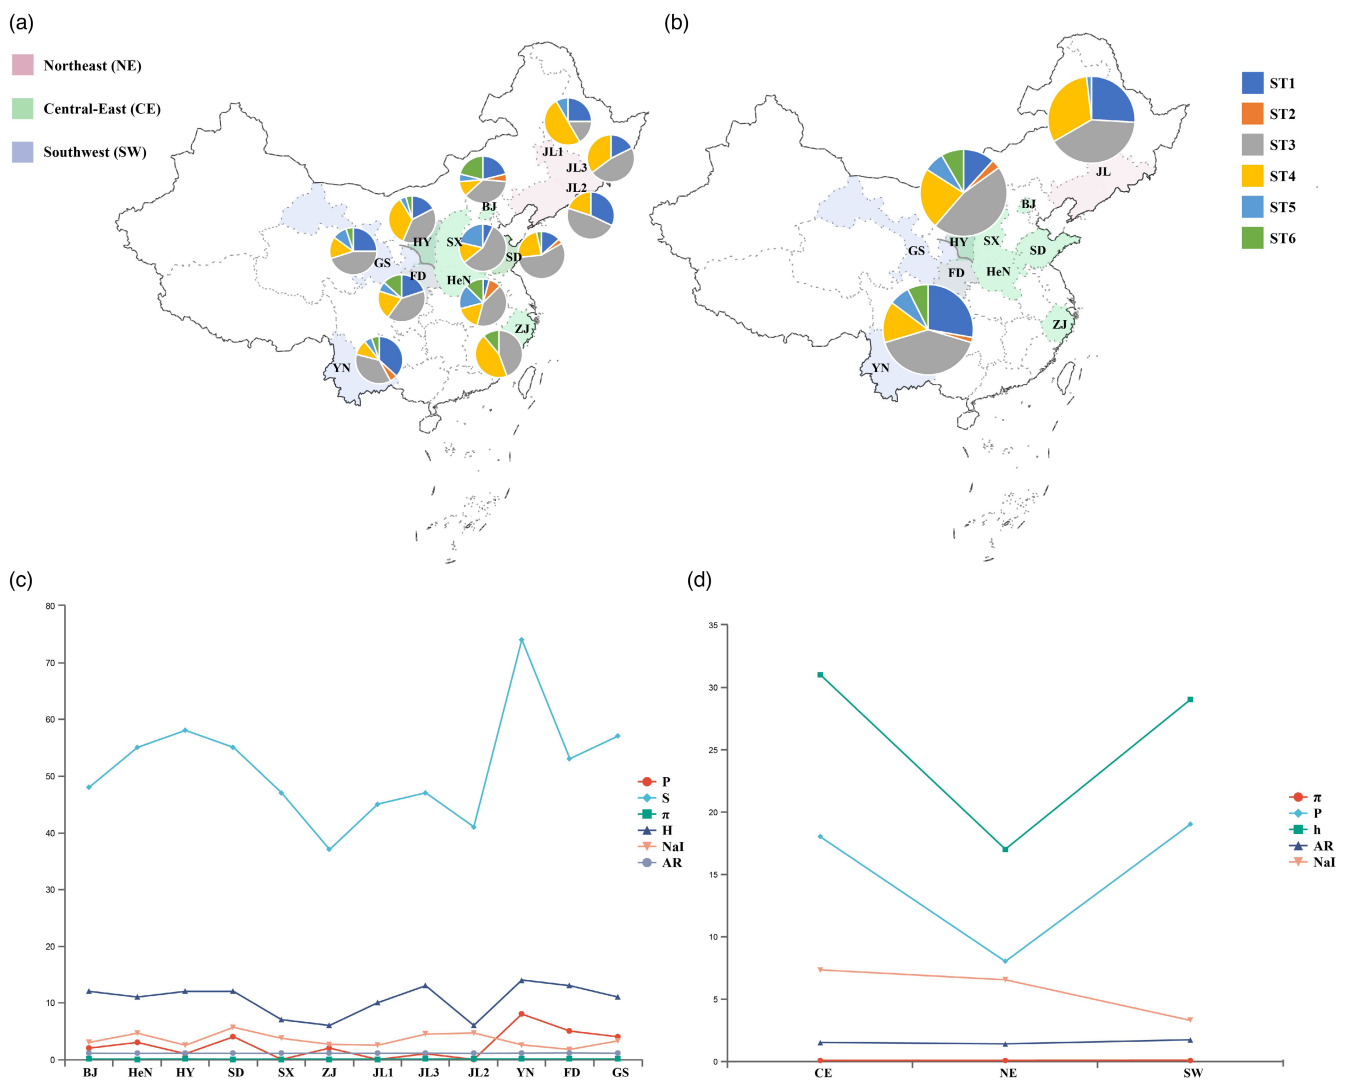 (a)
Northeast (NE)
Central-East (CE)
Southwest (SW)
JL1
JL3
JL2
BJ
HY
SX
GS
SD
FD
HeN
ZJ
YN
(b)
JL
BJ
HY
SX
SD
GS
FD
HeN
ZJ
YN
ST1
ST2
ST3
ST4
ST5
ST6
(c)
80
70
60
50
40
30
20
10
0
BJ HeN HY SD SX ZJ JL1 JL3 JL2 YN FD GS
P
S
π
H
NaI
AR
(d)
35
30
25
20
15
10
5
0
CE NE SW
π
P
h
AR
NaI